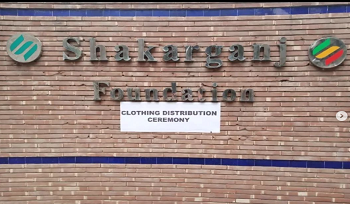 Shakarganj
Foundation
CLOTHING DISTRIBUTION
CEREMONY